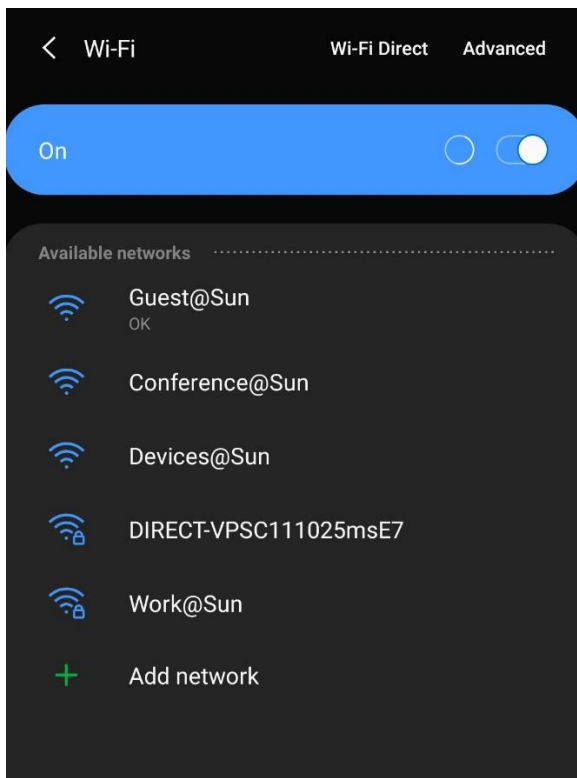 Wi-Fi Wi-Fi Direct Advanced
On
Available networks
Guest@Sun
OK
Conference@Sun
Devices@Sun
DIRECT-VPSC111025msE7
Work@Sun
Add network